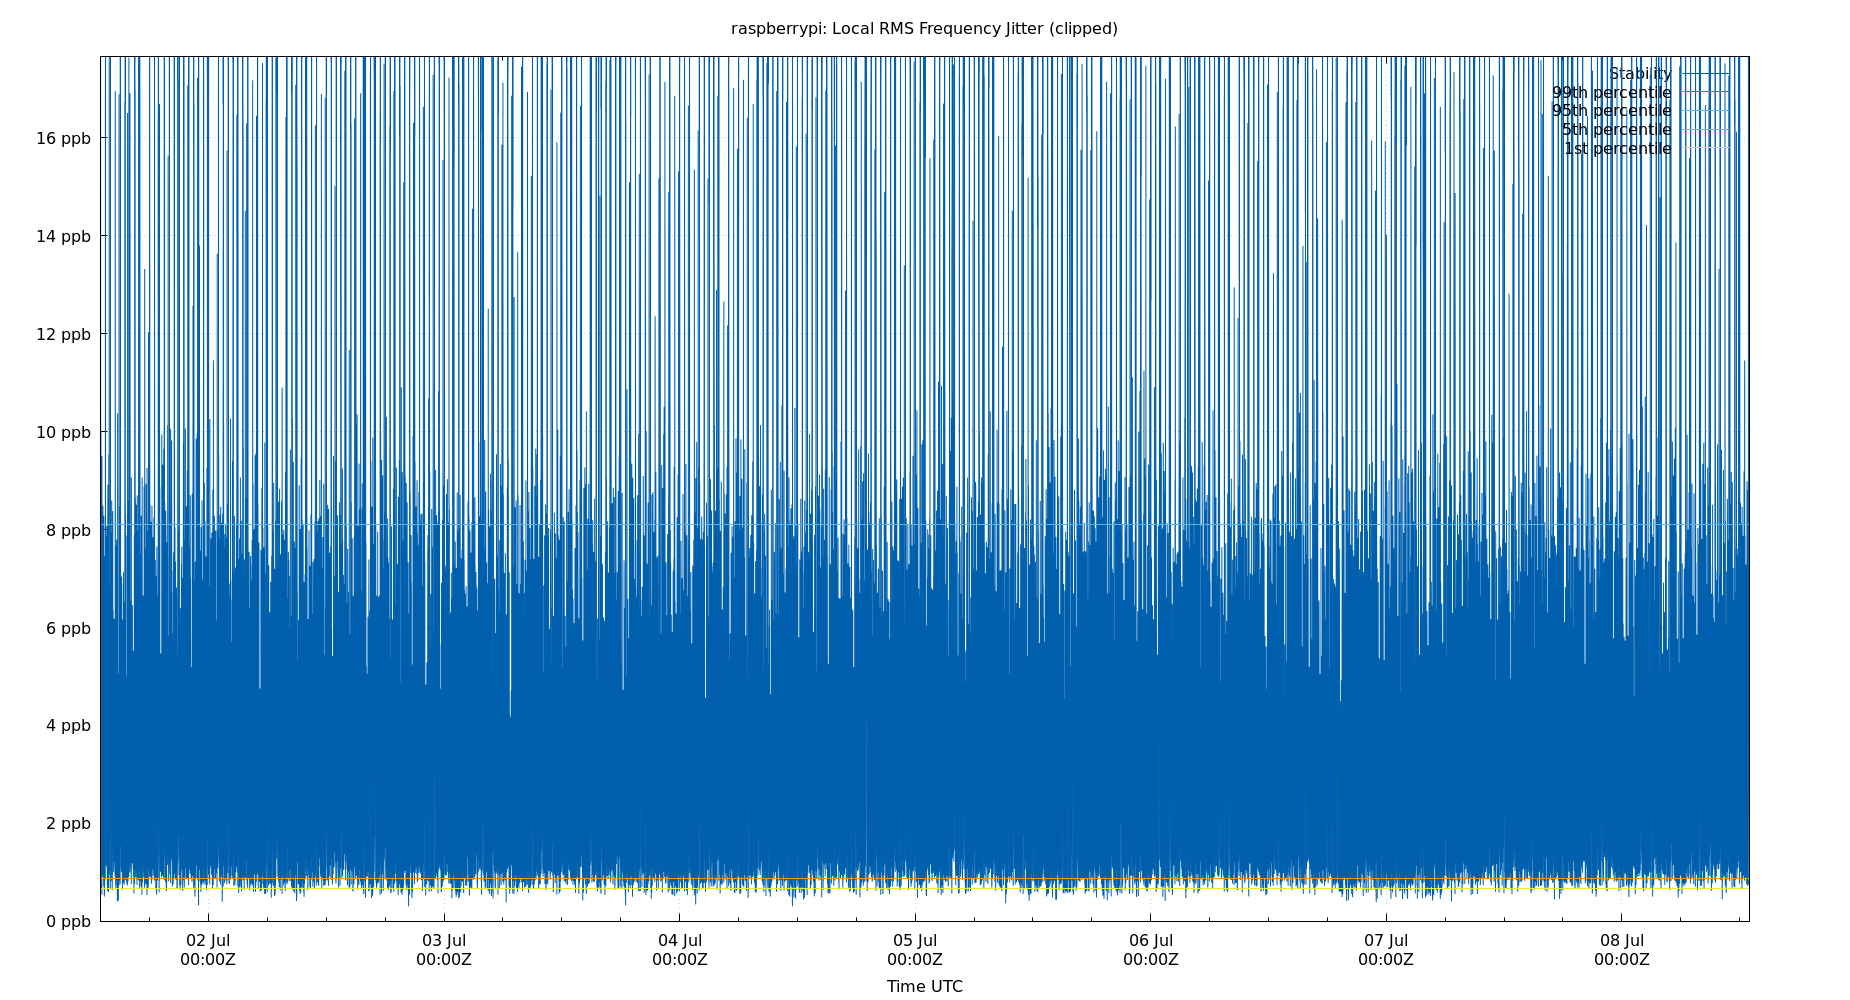 raspberrypi: Local RMS Frequency Jitter (clipped)
Stability
99th percentile
95th percentile
5th percentile
1st percentile
16 ppb
14 ppb
12 ppb
10 ppb
8 ppb
6 ppb
4 ppb
2 ppb
0 ppb
02 Jul 03 Jul 04 Jul 05 Jul 06 Jul 07 Jul 08 Jul
00:00Z 00:00Z 00:00Z 00:00Z 00:00Z 00:00Z 00:00Z
Time UTC